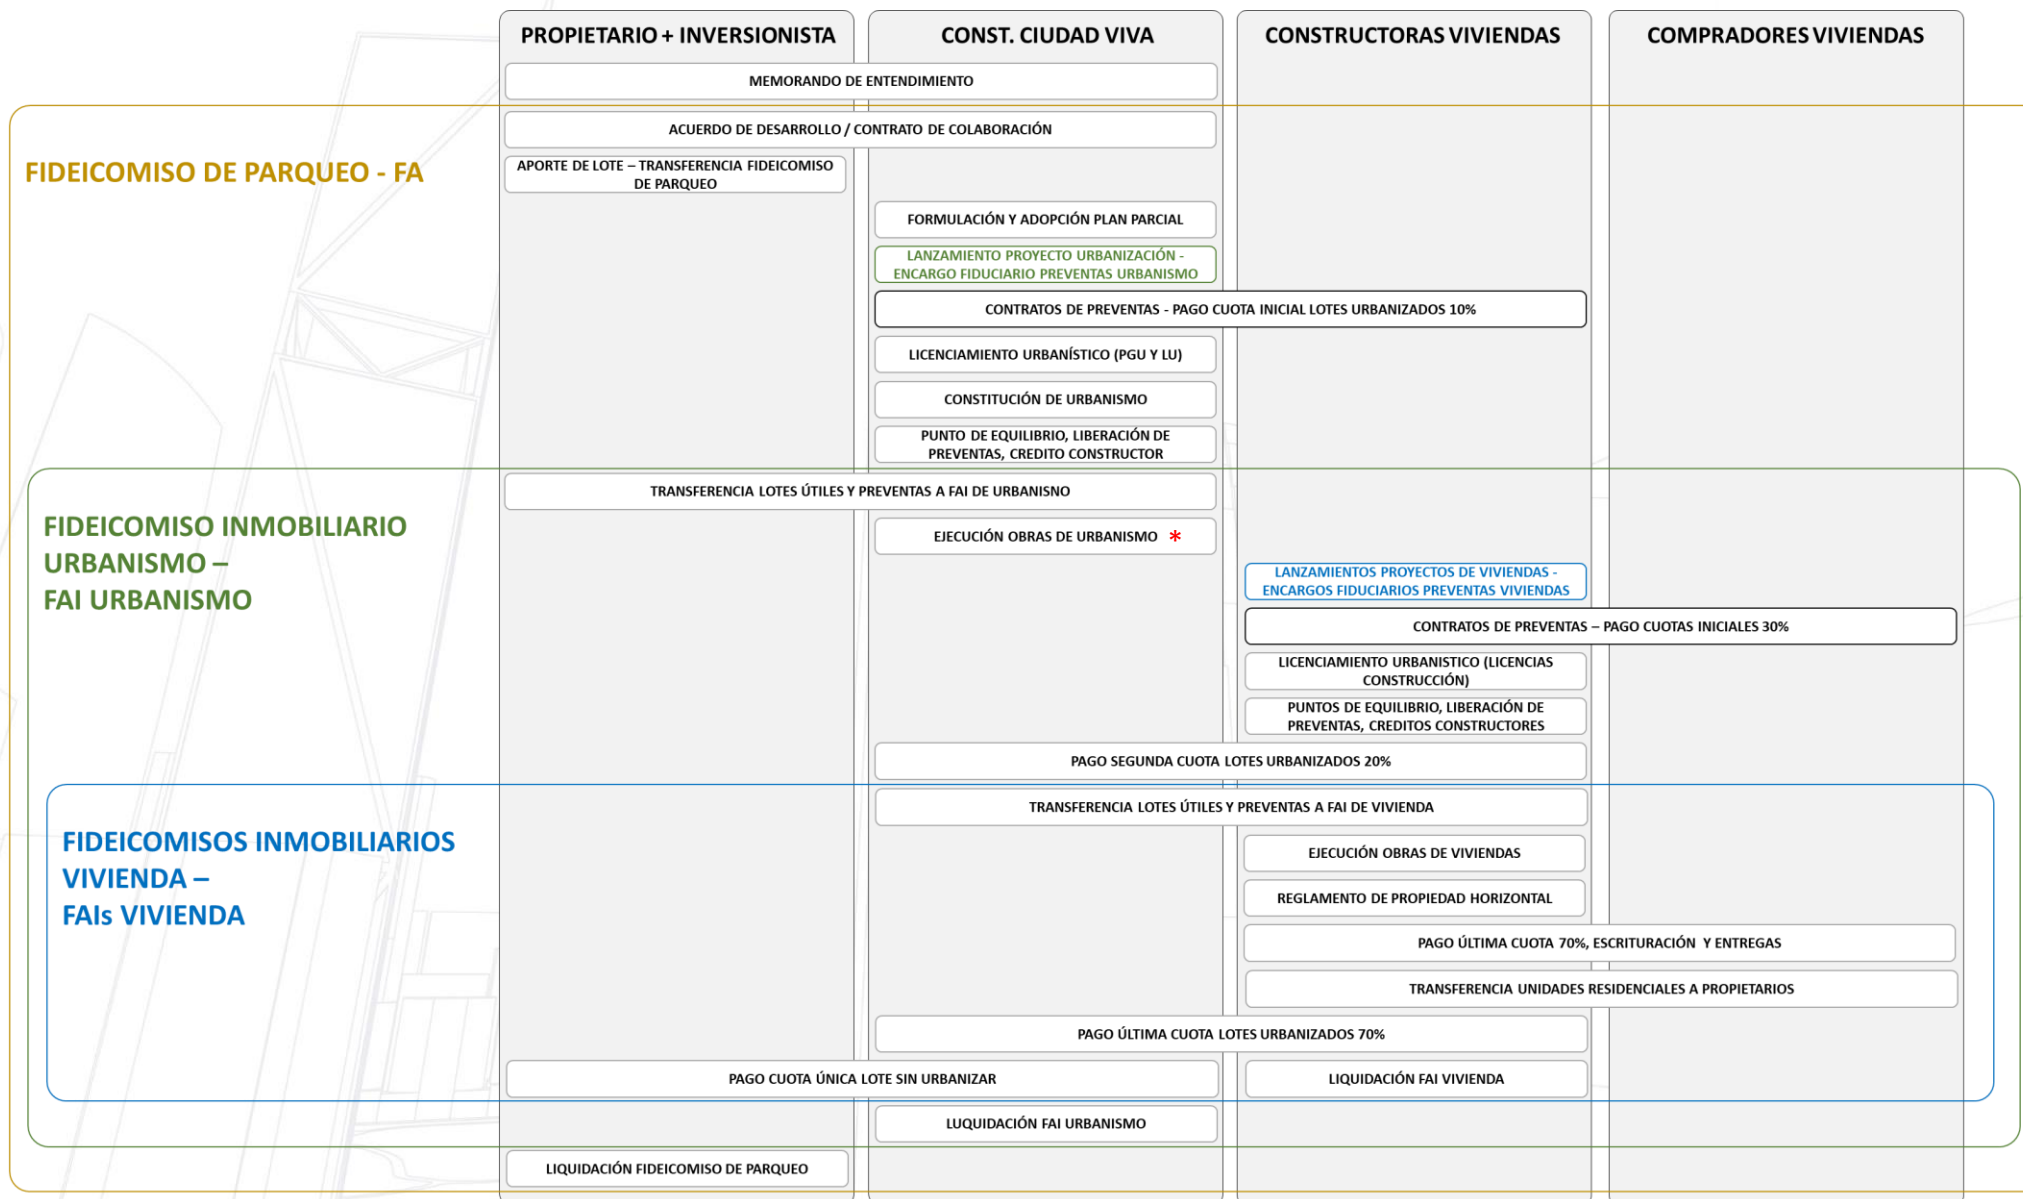 PROPIETARIO + INVERSIONISTA
CONST. CIUDAD VIVA
CONSTRUCTORAS VIVIENDAS
COMPRADORES VIVIENDAS
MEMORANDO DE ENTENDIMIENTO
ACUERDO DE DESARROLLO / CONTRATO DE COLABORACIÓN
FIDEICOMISO DE PARQUEO - FA
APORTE DE LOTE – TRANSFERENCIA FIDEICOMISO
DE PARQUEO
FORMULACIÓN Y ADOPCIÓN PLAN PARCIAL
LANZAMIENTO PROYECTO URBANIZACIÓN -
ENCARGO FIDUCIARIO PREVENTAS URBANISMO
CONTRATOS DE PREVENTAS - PAGO CUOTA INICIAL LOTES URBANIZADOS 10%
LICENCIAMIENTO URBANÍSTICO (PGU Y LU)
CONSTITUCIÓN DE URBANISMO
PUNTO DE EQUILIBRIO, LIBERACIÓN DE
PREVENTAS, CREDITO CONSTRUCTOR
TRANSFERENCIA LOTES ÚTILES Y PREVENTAS A FAI DE URBANISNO
FIDEICOMISO INMOBILIARIO
URBANISMO –
FAI URBANISMO
EJECUCIÓN OBRAS DE URBANISMO *
LANZAMIENTOS PROYECTOS DE VIVIENDAS -
ENCARGOS FIDUCIARIOS PREVENTAS VIVIENDAS
CONTRATOS DE PREVENTAS – PAGO CUOTAS INICIALES 30%
LICENCIAMIENTO URBANISTICO (LICENCIAS
CONSTRUCCIÓN)
PUNTOS DE EQUILIBRIO, LIBERACIÓN DE
PREVENTAS, CREDITOS CONSTRUCTORES
PAGO SEGUNDA CUOTA LOTES URBANIZADOS 20%
TRANSFERENCIA LOTES ÚTILES Y PREVENTAS A FAI DE VIVIENDA
FIDEICOMISOS INMOBILIARIOS
VIVIENDA –
FAIs VIVIENDA
EJECUCIÓN OBRAS DE VIVIENDAS
REGLAMENTO DE PROPIEDAD HORIZONTAL
PAGO ÚLTIMA CUOTA 70%, ESCRITURACIÓN Y ENTREGAS
TRANSFERENCIA UNIDADES RESIDENCIALES A PROPIETARIOS
PAGO ÚLTIMA CUOTA LOTES URBANIZADOS 70%
PAGO CUOTA ÚNICA LOTE SIN URBANIZAR
LIQUIDACIÓN FAI VIVIENDA
LUQUIDACIÓN FAI URBANISMO
LIQUIDACIÓN FIDEICOMISO DE PARQUEO